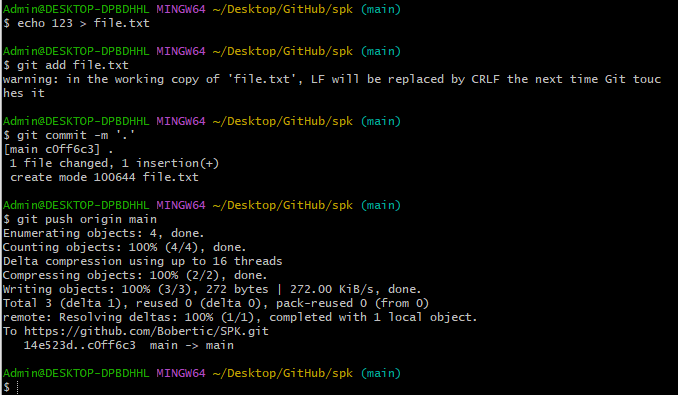 Admin@DESKTOP-DPBDHHL MINGW64 ~/Desktop/GitHub/spk (main)
$ echo 123 > file.txt
Admin@DESKTOP-DPBDHHL MINGW64 ~/Desktop/GitHub/spk (main)
$ git add file.txt
warning: in the working copy of 'file.txt', LF will be replaced by CRLF the next time Git touc
hes it
Admin@DESKTOP-DPBDHHL MINGW64 ~/Desktop/GitHub/spk (main)
$ git commit -m '.'
[main c0ff6c3] .
 1 file changed, 1 insertion(+)
 create mode 100644 file.txt
Admin@DESKTOP-DPBDHHL MINGW64 ~/Desktop/GitHub/spk (main)
$ git push origin main
Enumerating objects: 4, done.
Counting objects: 100% (4/4), done.
Delta compression using up to 16 threads
Compressing objects: 100% (2/2), done.
Writing objects: 100% (3/3), 272 bytes | 272.00 KiB/s, done.
Total 3 (delta 1), reused 0 (delta 0), pack-reused 0 (from 0)
remote: Resolving deltas: 100% (1/1), completed with 1 local object.
To https://github.com/Bobertic/SPK.git
   14e523d..c0ff6c3  main -> main
Admin@DESKTOP-DPBDHHL MINGW64 ~/Desktop/GitHub/spk (main)
$